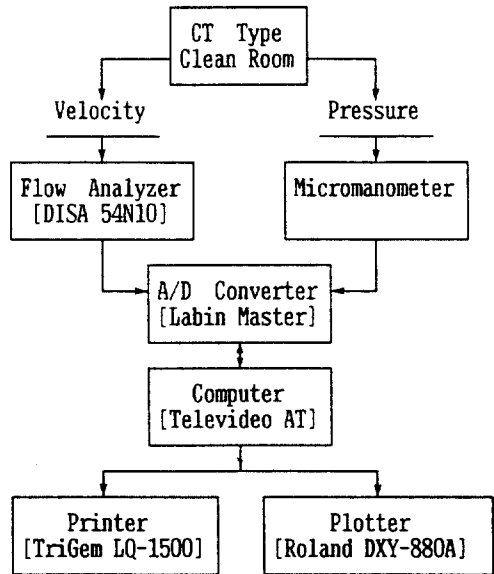 CT Type
Clean Room
Velocity
Pressure
Flow Analyzer
[DISA 54N10]
Micromanometer
A/D Converter
[Labin Master]
Computer
[Televideo AT]
Printer
[TriGem LQ-1500]
Plotter
[Roland DXY-880A]